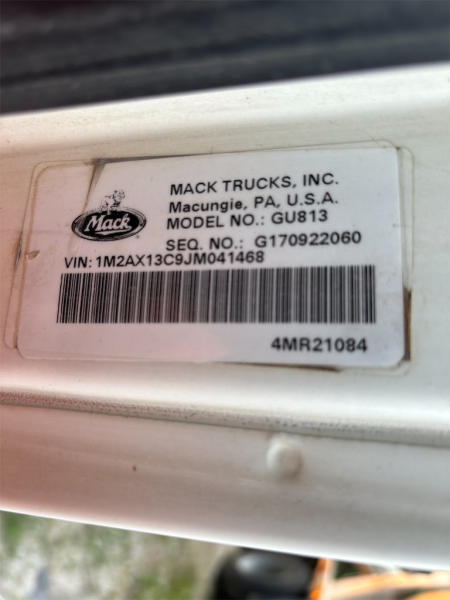 Mack
MACK TRUCKS, INC.
Macungie, PA, U.S.A.
MODEL NO.: GU813
SEQ. NO.: G170922060
VIN: 1M2AX13C9JM041468
4MR21084